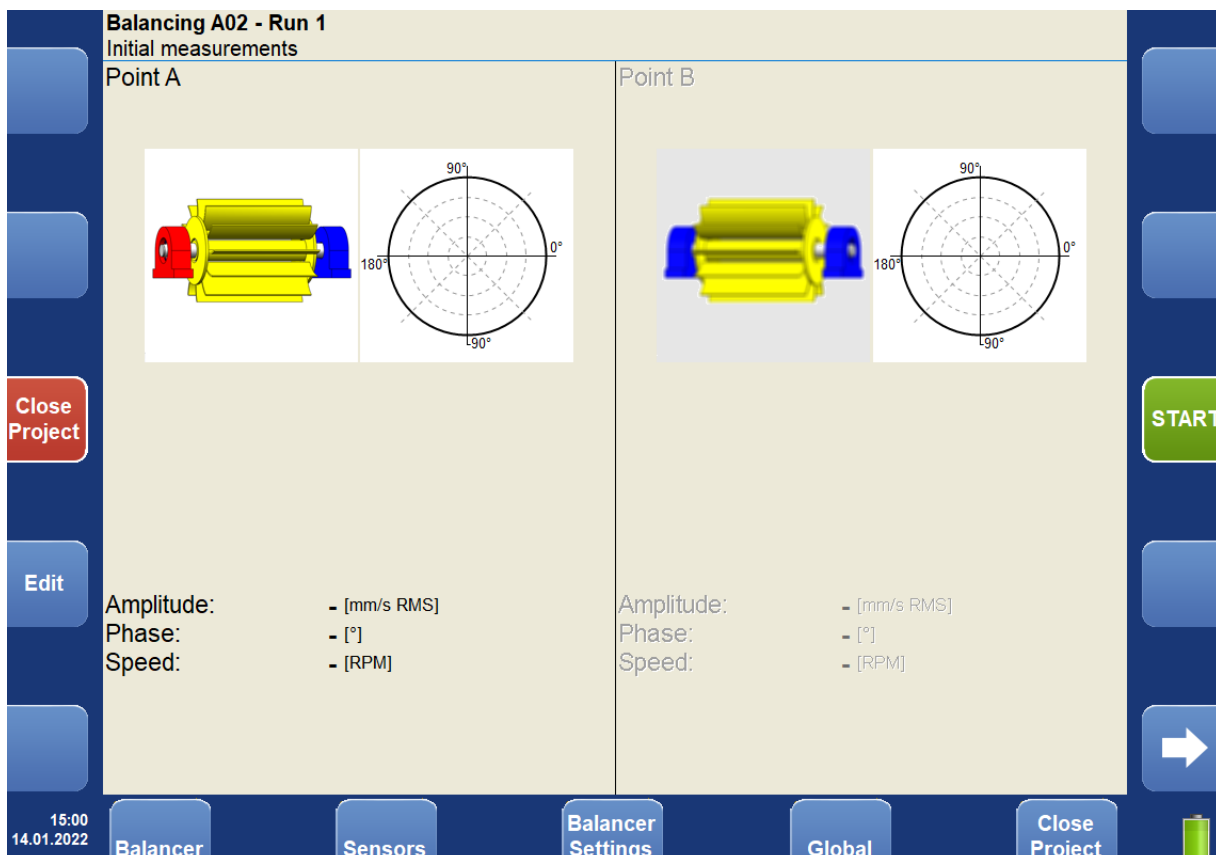 Balancing A02 - Run 1
Initial measurements
Point A
Point B
90°
0°
180°
-90°
90°
0°
180°
-90°
Close
Project
START
Edit
Amplitude: - [mm/s RMS]
Phase: - [°]
Speed: - [RPM]
Amplitude: - [mm/s RMS]
Phase: - [°]
Speed: - [RPM]
15:00
14.01.2022
Balancer
Sensors
Balancer
Settings
Global
Close
Project